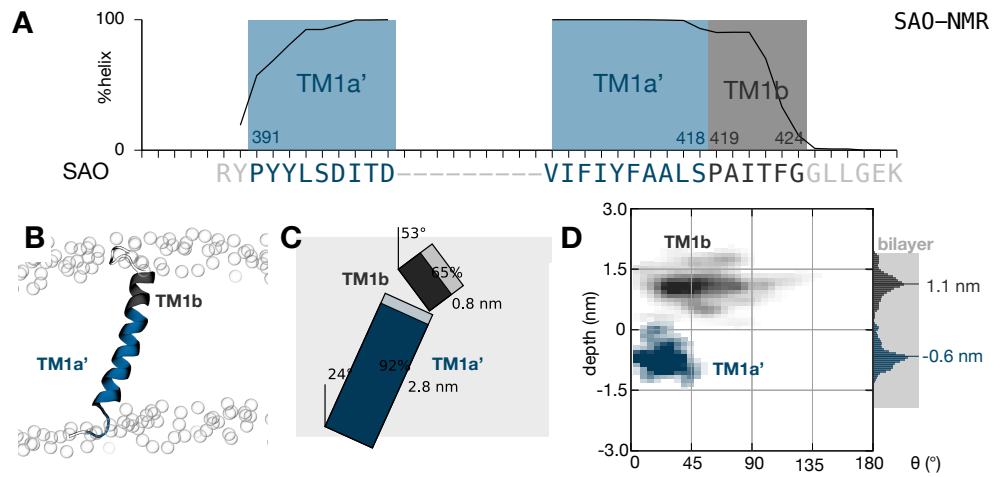 A
SAO–NMR
100
%helix
0
TM1a’
TM1a’
TM1b
391
418
419
424
SAO
RYPYYLSDITD---------VIFIYFAALSPAITFGGLLGEK
B
TM1b
TM1a’
C
53°
TM1b
65%
0.8 nm
24°
92%
TM1a’
2.8 nm
D
3.0
1.5
0
-1.5
-3.0
depth (nm)
TM1b
TM1a’
bilayer
1.1 nm
-0.6 nm
0
45
90
135
180
θ (°)